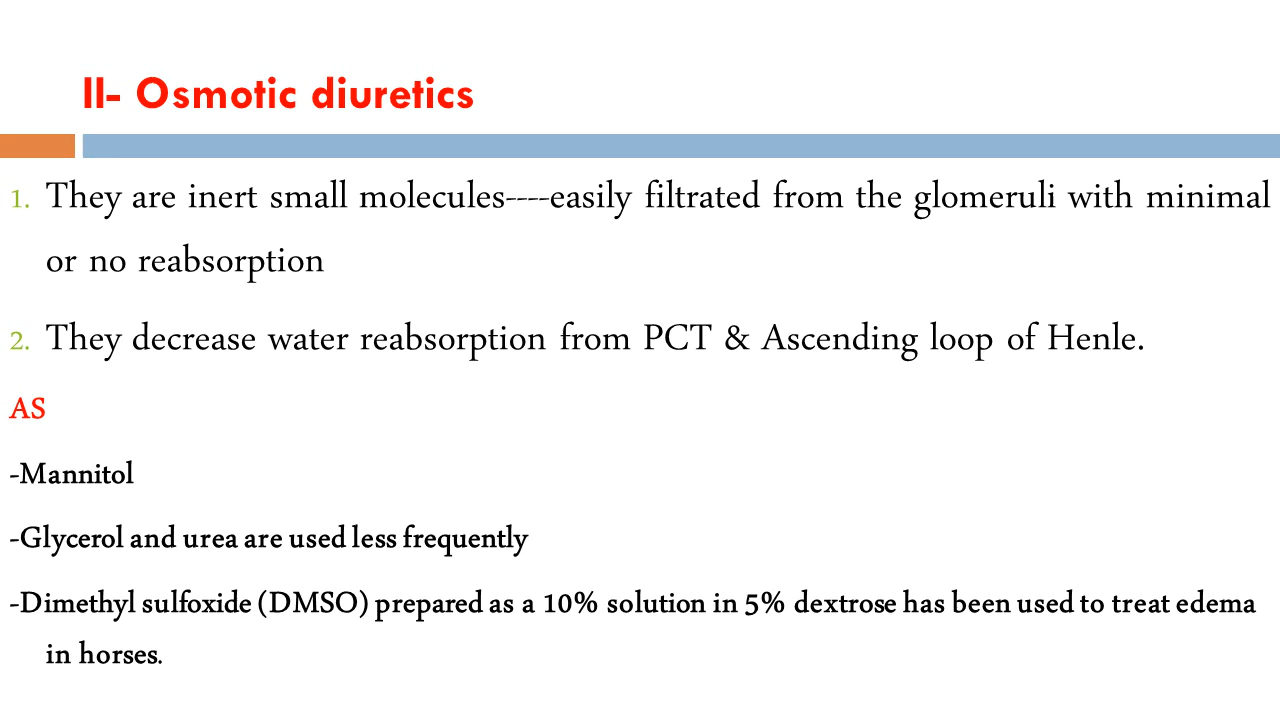 II- Osmotic diuretics
1. They are inert small molecules----easily filtrated from the glomeruli with minimal
or no reabsorption
2. They decrease water reabsorption from PCT & Ascending loop of Henle.
AS
-Mannitol
-Glycerol and urea are used less frequently
-Dimethyl sulfoxide (DMSO) prepared as a 10% solution in 5% dextrose has been used to treat edema
in horses.